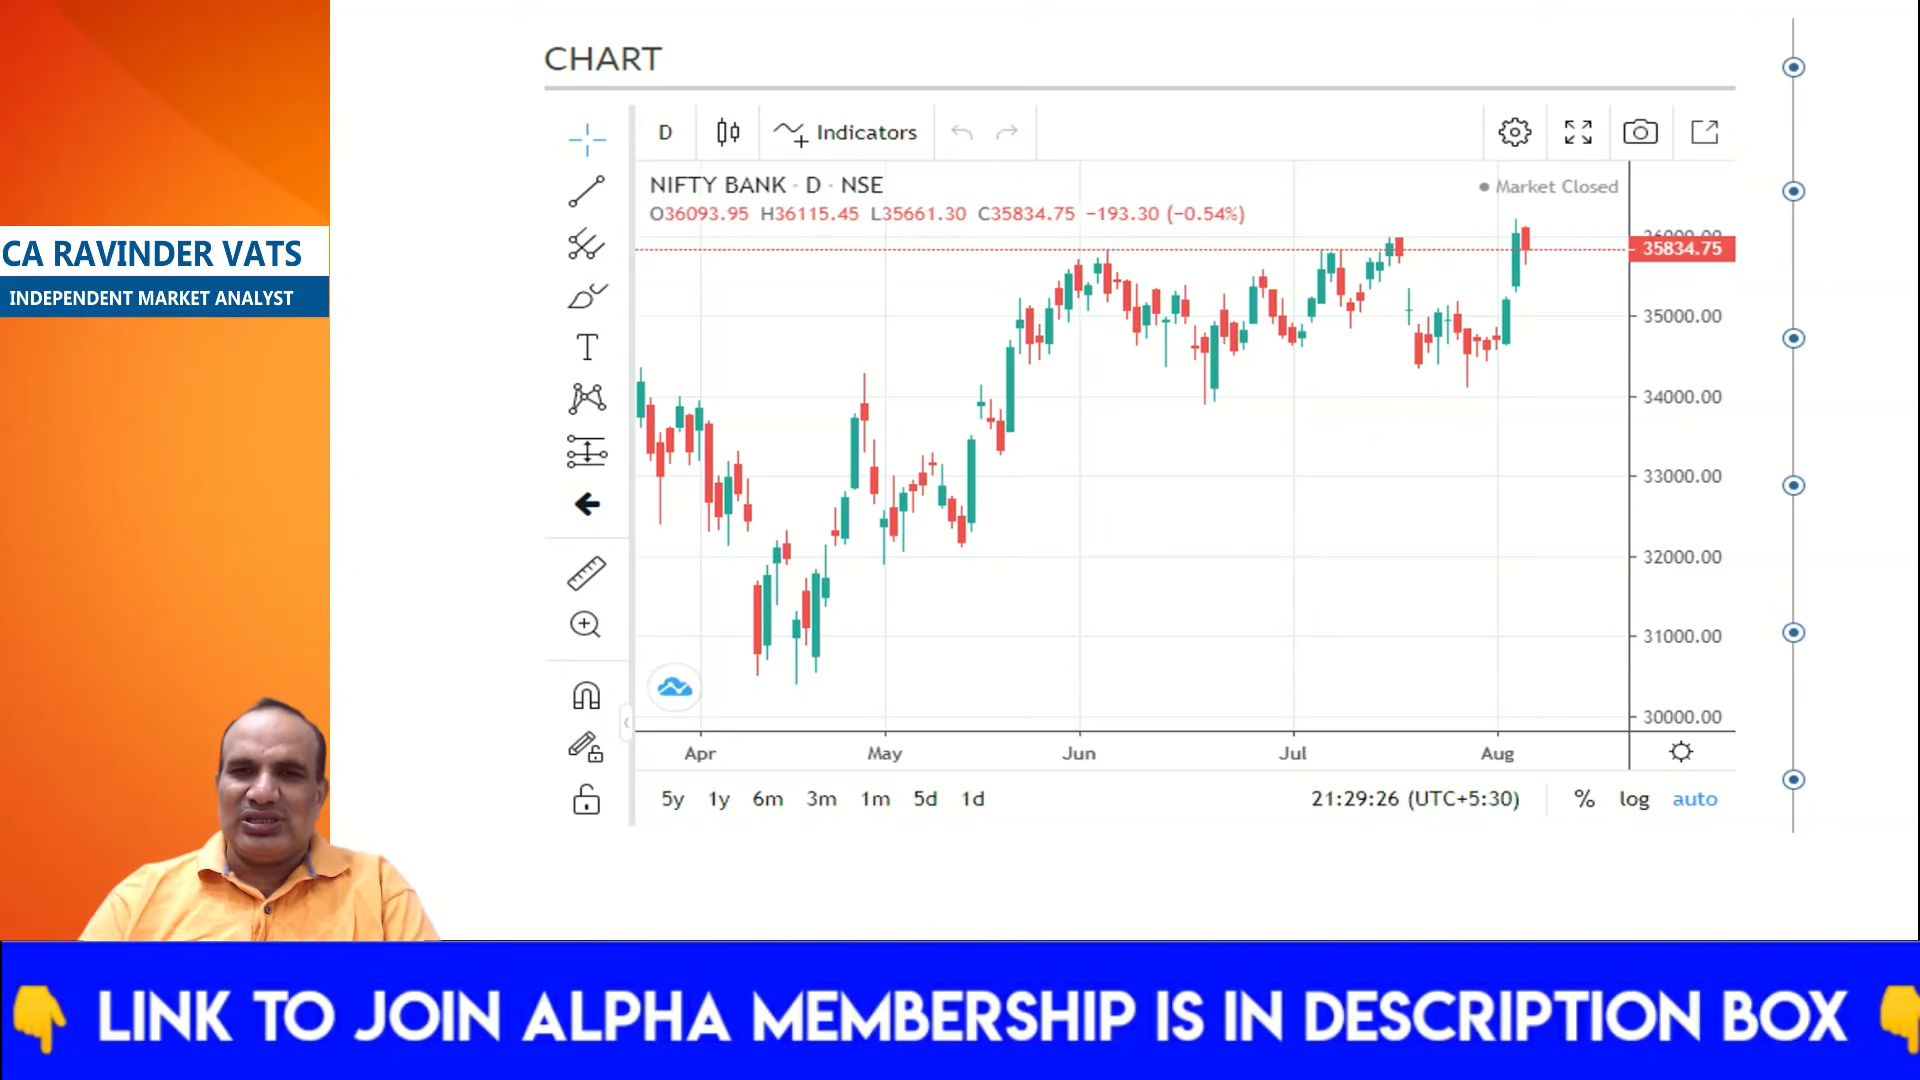 CHART
D
Indicators
NIFTY BANK · D · NSE
Market Closed
O36093.95 H36115.45 L35661.30 C35834.75 −193.30 (−0.54%)
36000.00
35834.75
35000.00
34000.00
33000.00
32000.00
31000.00
30000.00
Apr May Jun Jul Aug
5y 1y 6m 3m 1m 5d 1d
21:29:26 (UTC+5:30)
% log auto
CA RAVINDER VATS
INDEPENDENT MARKET ANALYST
LINK TO JOIN ALPHA MEMBERSHIP IS IN DESCRIPTION BOX